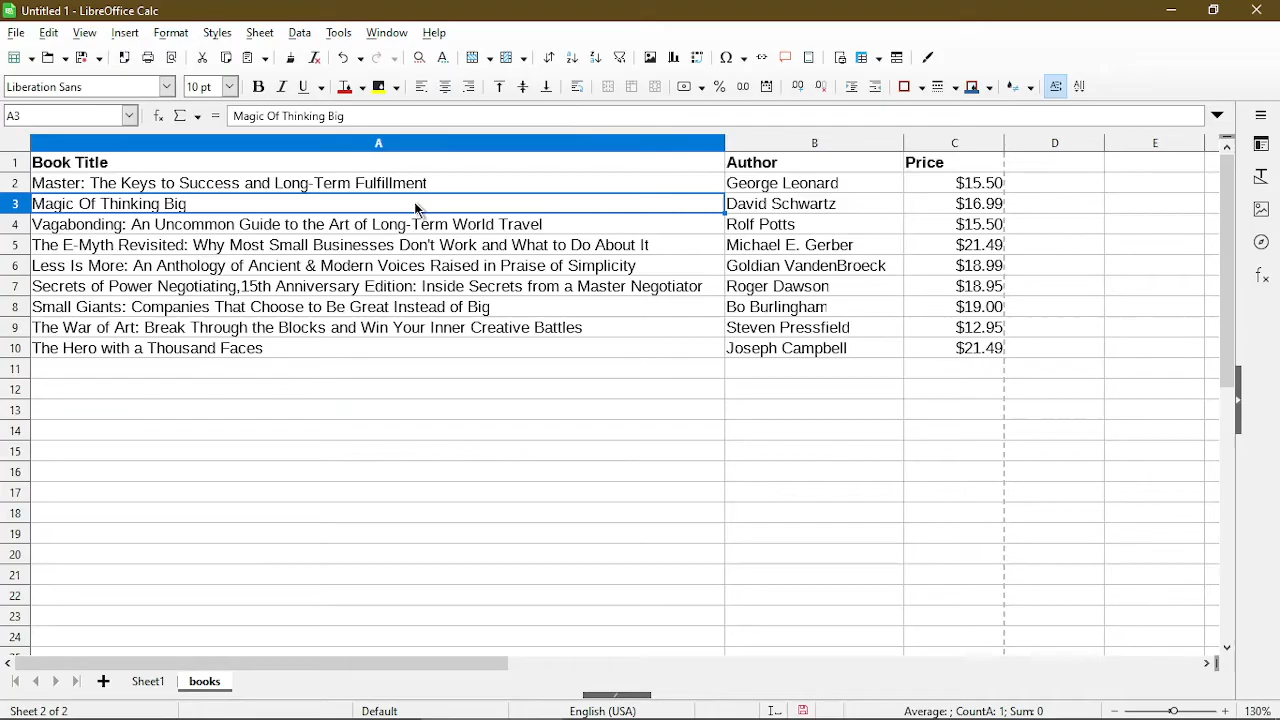 Untitled 1 - LibreOffice Calc
File Edit View Insert Format Styles Sheet Data Tools Window Help
Liberation Sans 10 pt B I U
A3 Magic Of Thinking Big
A B C D E
1 Book Title Author Price
2 Master: The Keys to Success and Long-Term Fulfillment George Leonard $15.50
3 Magic Of Thinking Big David Schwartz $16.99
4 Vagabonding: An Uncommon Guide to the Art of Long-Term World Travel Rolf Potts $15.50
5 The E-Myth Revisited: Why Most Small Businesses Don't Work and What to Do About It Michael E. Gerber $21.49
6 Less Is More: An Anthology of Ancient & Modern Voices Raised in Praise of Simplicity Goldian VandenBroeck $18.99
7 Secrets of Power Negotiating,15th Anniversary Edition: Inside Secrets from a Master Negotiator Roger Dawson $18.95
8 Small Giants: Companies That Choose to Be Great Instead of Big Bo Burlingham $19.00
9 The War of Art: Break Through the Blocks and Win Your Inner Creative Battles Steven Pressfield $12.95
10 The Hero with a Thousand Faces Joseph Campbell $21.49
11
12
13
14
15
16
17
18
19
20
21
22
23
24
Sheet1 books
Sheet 2 of 2 Default English (USA) Average: ; CountA: 1; Sum: 0 130%